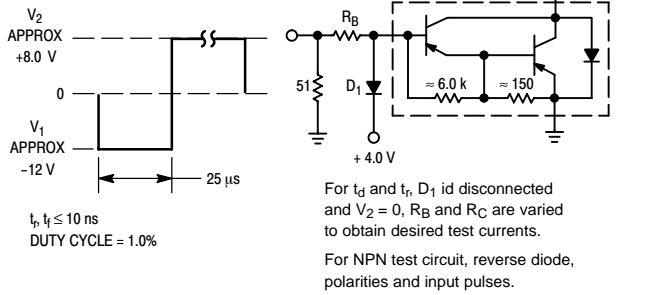 V2
APPROX
+8.0 V
0
V1
APPROX
−12 V
25 μs
tr, tf ≤ 10 ns
DUTY CYCLE = 1.0%
RB
51
D1
≈ 6.0 k
≈ 150
+ 4.0 V
For td and tr, D1 id disconnected
and V2 = 0, RB and RC are varied
to obtain desired test currents.
For NPN test circuit, reverse diode,
polarities and input pulses.